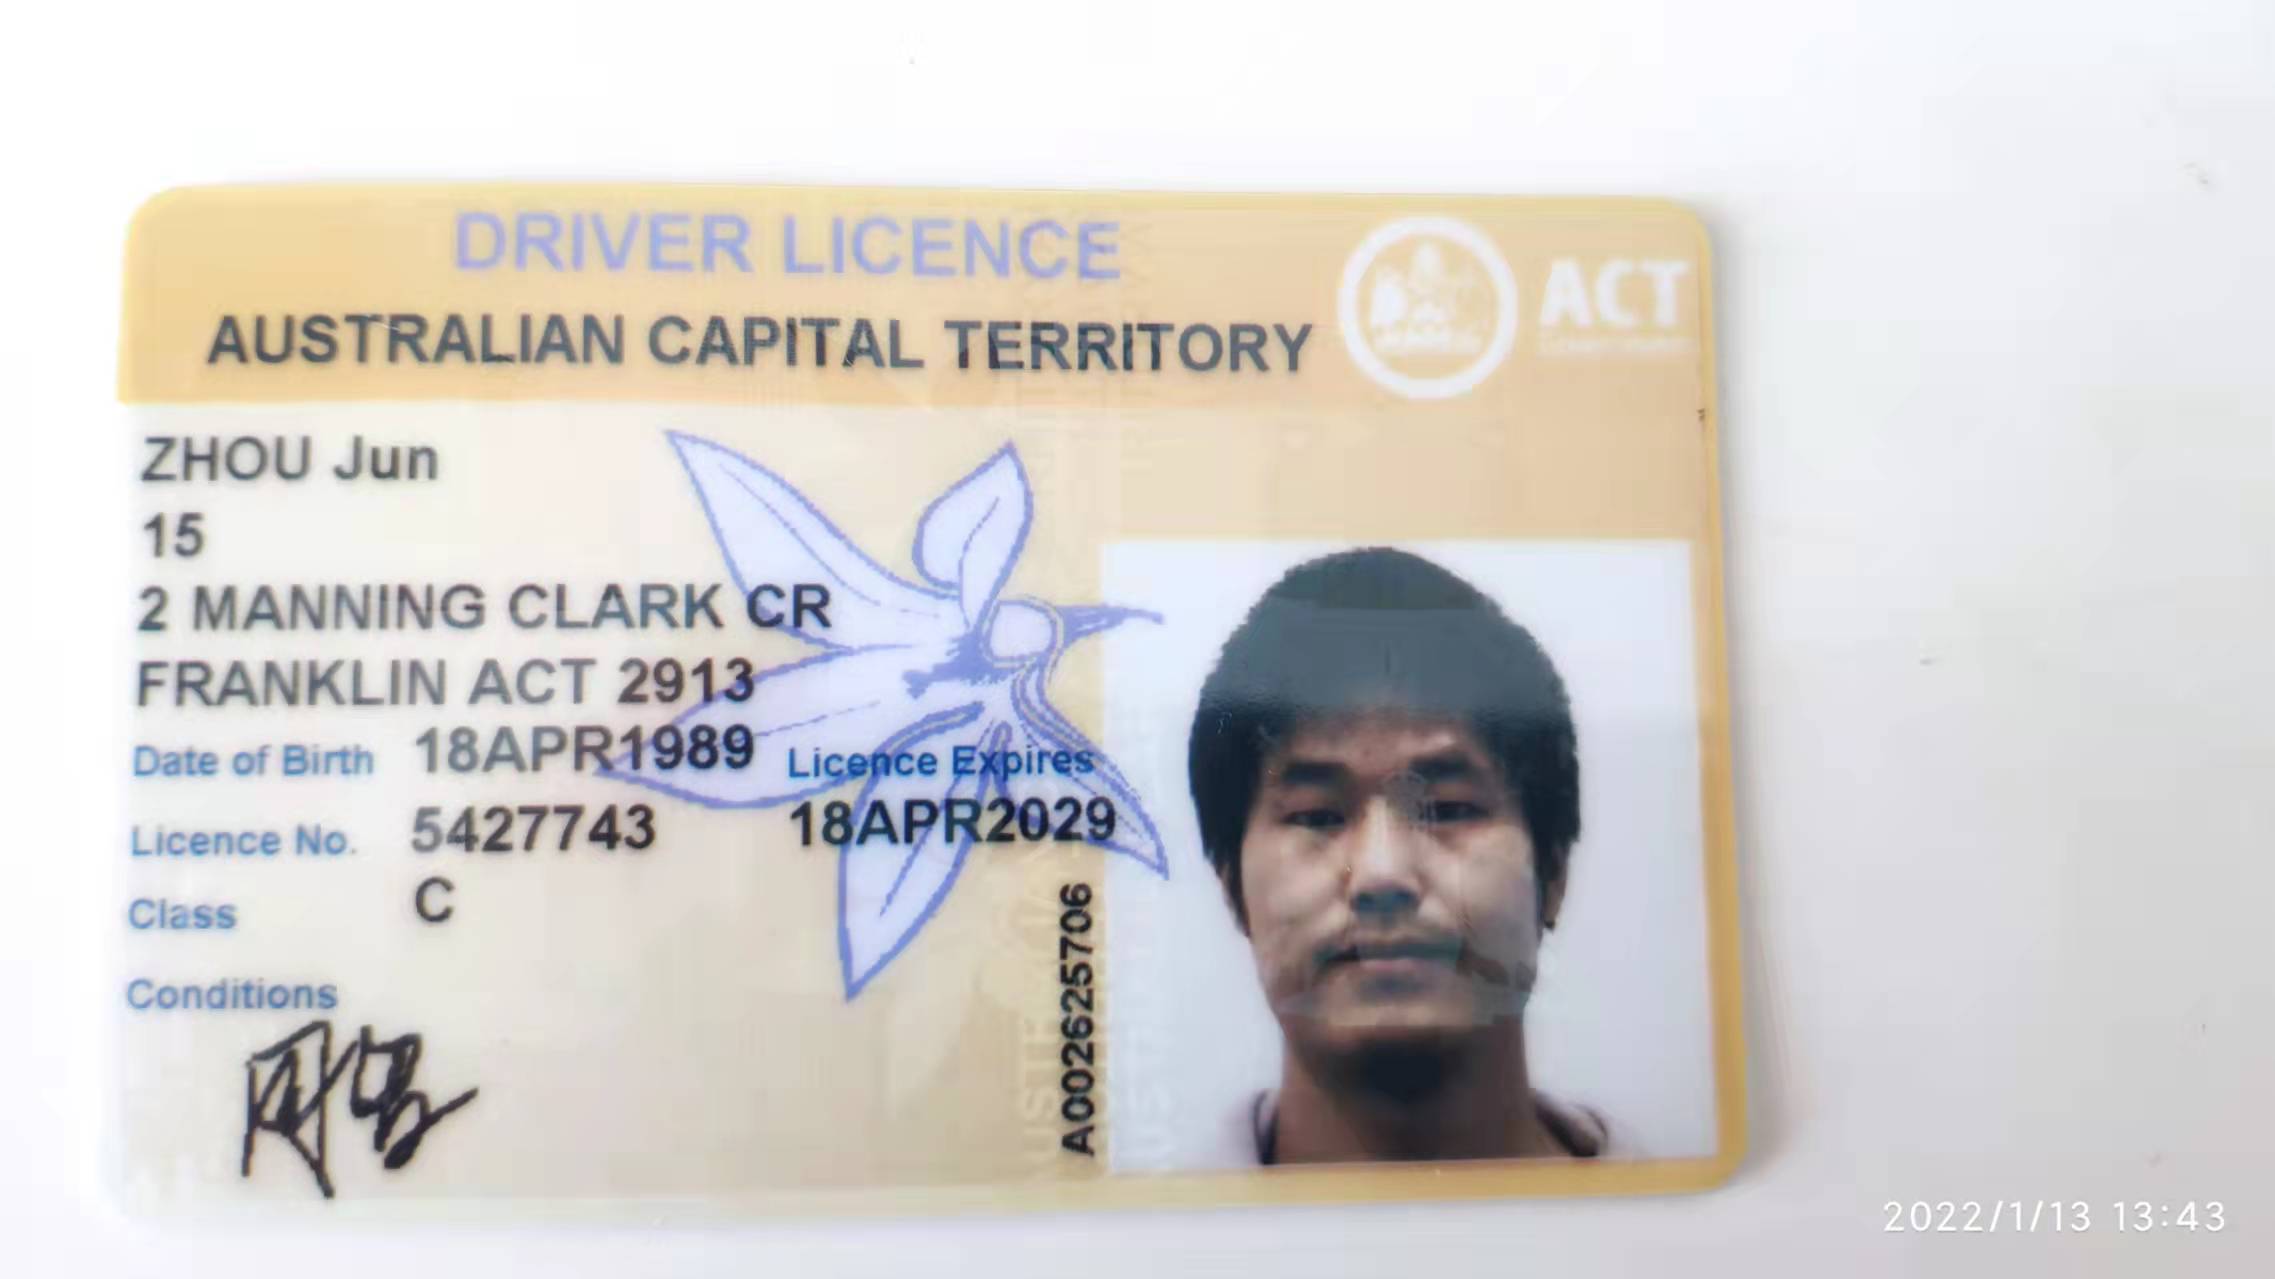 DRIVER LICENCE
AUSTRALIAN CAPITAL TERRITORY
ACT
ZHOU Jun
15
2 MANNING CLARK CR
FRANKLIN ACT 2913
Date of Birth 18APR1989 Licence Expires
Licence No. 5427743 18APR2029
Class C
Conditions
A002625706
2022/1/13 13:43